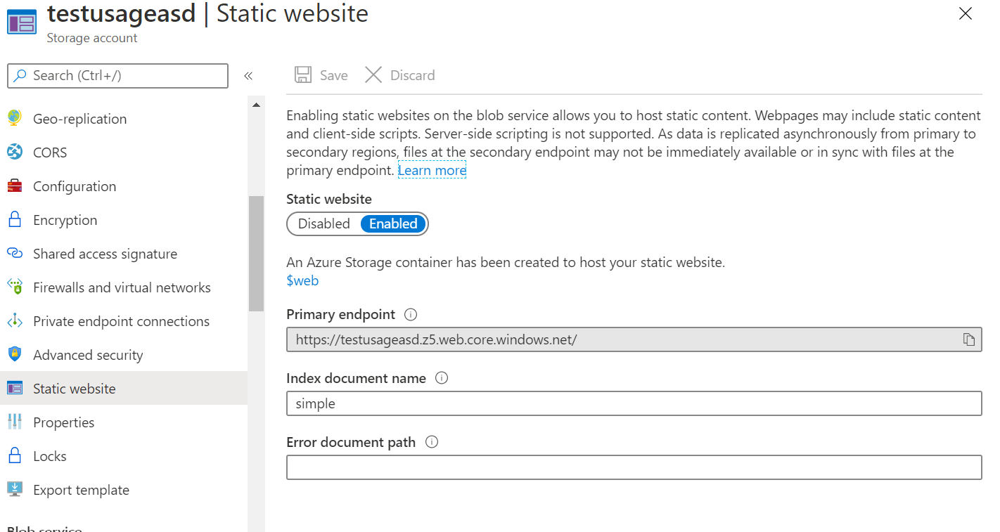 testusageasd | Static website
Storage account
Search (Ctrl+/)
«
Geo-replication
CORS
Configuration
Encryption
Shared access signature
Firewalls and virtual networks
Private endpoint connections
Advanced security
Static website
Properties
Locks
Export template
Blob service
Save
Discard
Enabling static websites on the blob service allows you to host static content. Webpages may include static content
and client-side scripts. Server-side scripting is not supported. As data is replicated asynchronously from primary to
secondary regions, files at the secondary endpoint may not be immediately available or in sync with files at the
primary endpoint. Learn more
Static website
Disabled Enabled
An Azure Storage container has been created to host your static website.
$web
Primary endpoint
https://testusageasd.z5.web.core.windows.net/
Index document name
simple
Error document path